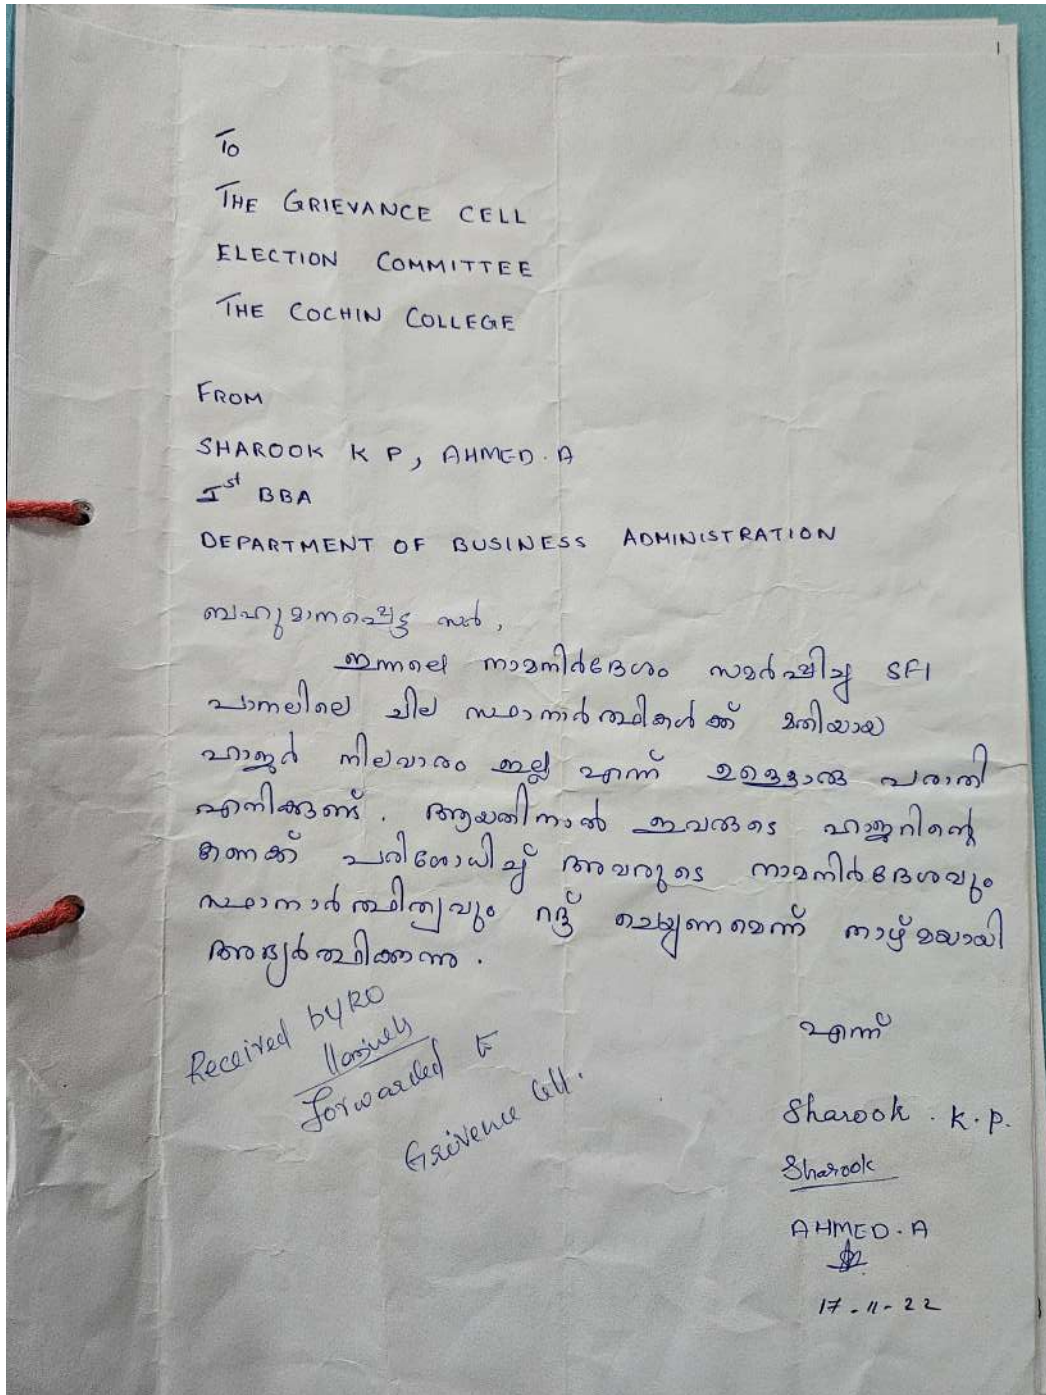 1
To
THE GRIEVANCE CELL
ELECTION COMMITTEE
THE COCHIN COLLEGE
FROM
SHAROOK K P, AHMED.A
Ist BBA
DEPARTMENT OF BUSINESS ADMINISTRATION
ബഹുമാനപ്പെട്ട സർ,
ഇന്നലെ നാമനിർദേശം സമർപ്പിച്ച SFI
പാനലിലെ ചില സ്ഥാനാർത്ഥികൾക്ക് മതിയായ
ഹാജർ നിലവാരം ഇല്ല എന്ന് ഉള്ളൊരു പരാതി
എനിക്കുണ്ട്. ആയതിനാൽ ഇവരുടെ ഹാജറിന്റെ
കണക്ക് പരിശോധിച്ച് അവരുടെ നാമനിർദേശവും
സ്ഥാനാർത്ഥിത്വവും റദ്ദ് ചെയ്യണമെന്ന് താഴ്മയായി
അഭ്യർത്ഥിക്കുന്നു.
എന്ന്
Received by RO
Forwarded to
Grivence Cell.
Sharook . K.P.
Sharook
AHMED.A
17-11-22